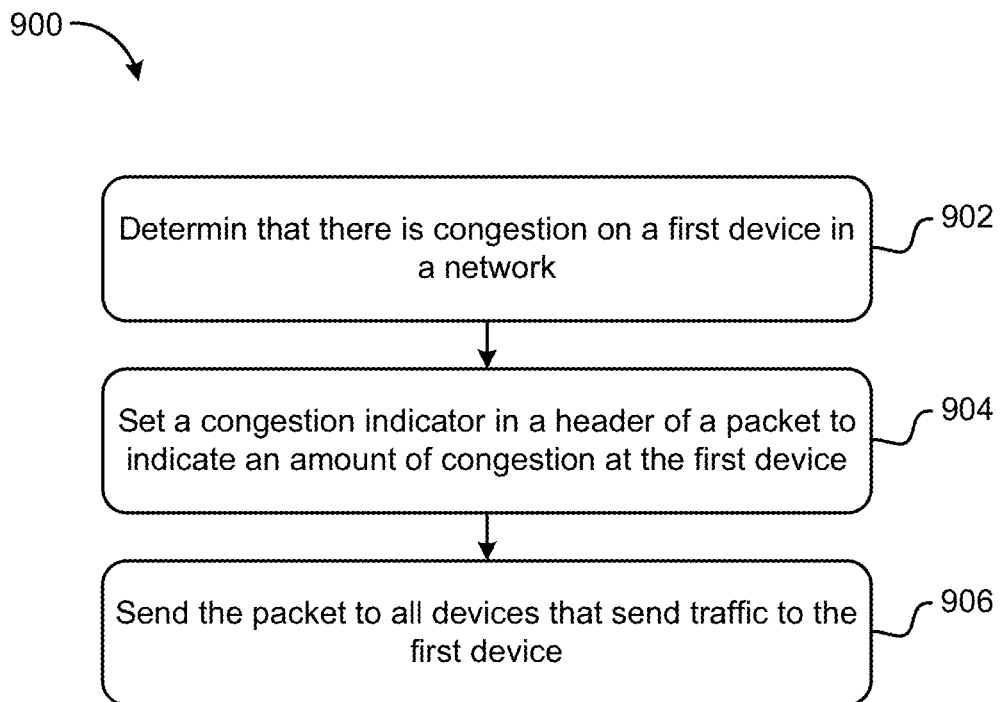 900
Determin that there is congestion on a first device in
a network
902
Set a congestion indicator in a header of a packet to
indicate an amount of congestion at the first device
904
Send the packet to all devices that send traffic to the
first device
906